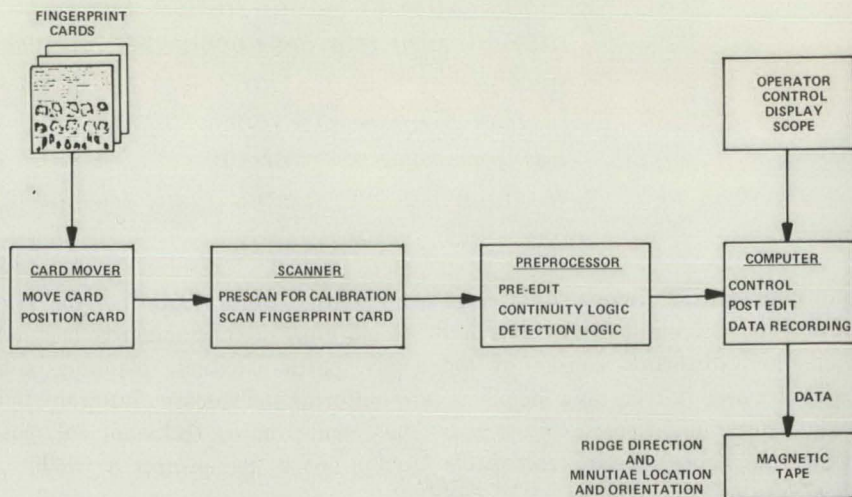 FINGERPRINT
CARDS
OPERATOR
CONTROL
DISPLAY
SCOPE
CARD MOVER
MOVE CARD
POSITION CARD
SCANNER
PRESCAN FOR CALIBRATION
SCAN FINGERPRINT CARD
PREPROCESSOR
PRE-EDIT
CONTINUITY LOGIC
DETECTION LOGIC
COMPUTER
CONTROL
POST EDIT
DATA RECORDING
DATA
RIDGE DIRECTION
AND
MINUTIAE LOCATION
AND ORIENTATION
MAGNETIC
TAPE